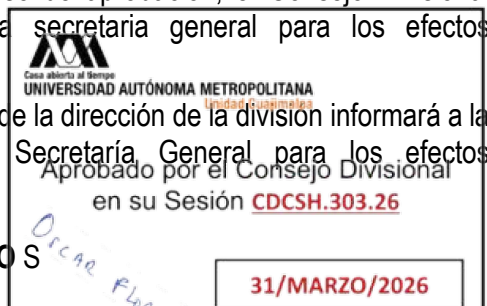 a secretaria general para los efectos
Casa abierta al tiempo
UNIVERSIDAD AUTÓNOMA METROPOLITANA
Unidad Cuajimalpa
de la dirección de la división informará a la
Secretaría General para los efectos
Aprobado por el Consejo Divisional
en su Sesión CDCSH.303.26
O S
Oscar
31/MARZO/2026